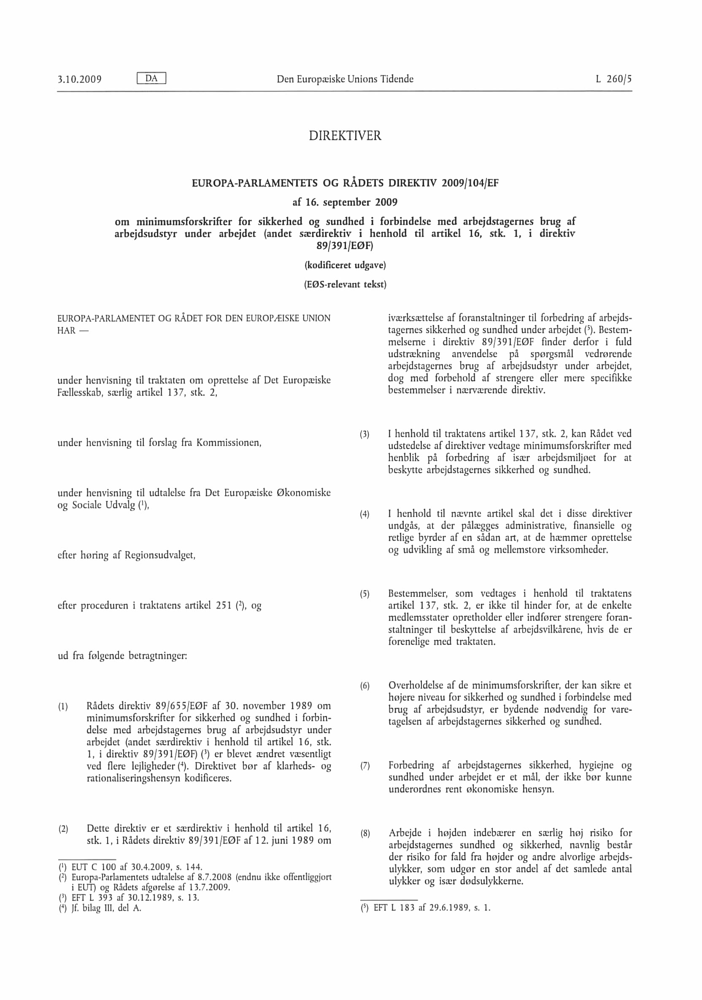 3.10.2009 DA Den Europæiske Unions Tidende L 260/5
DIREKTIVER
EUROPA-PARLAMENTETS OG RÅDETS DIREKTIV 2009/104/EF
af 16. september 2009
om minimumsforskrifter for sikkerhed og sundhed i forbindelse med arbejdstagernes brug af
arbejdsudstyr under arbejdet (andet særdirektiv i henhold til artikel 16, stk. 1, i direktiv
89/391/EØF)
(kodificeret udgave)
(EØS-relevant tekst)
EUROPA-PARLAMENTET OG RÅDET FOR DEN EUROPÆISKE UNION
HAR —
under henvisning til traktaten om oprettelse af Det Europæiske
Fællesskab, særlig artikel 137, stk. 2,
under henvisning til forslag fra Kommissionen,
under henvisning til udtalelse fra Det Europæiske Økonomiske
og Sociale Udvalg (¹),
efter høring af Regionsudvalget,
efter proceduren i traktatens artikel 251 (²), og
ud fra følgende betragtninger:
(1) Rådets direktiv 89/655/EØF af 30. november 1989 om
minimumsforskrifter for sikkerhed og sundhed i forbin-
delse med arbejdstagernes brug af arbejdsudstyr under
arbejdet (andet særdirektiv i henhold til artikel 16, stk.
1, i direktiv 89/391/EØF) (³) er blevet ændret væsentligt
ved flere lejligheder (⁴). Direktivet bør af klarheds- og
rationaliseringshensyn kodificeres.
(2) Dette direktiv er et særdirektiv i henhold til artikel 16,
stk. 1, i Rådets direktiv 89/391/EØF af 12. juni 1989 om
(¹) EUT C 100 af 30.4.2009, s. 144.
(²) Europa-Parlamentets udtalelse af 8.7.2008 (endnu ikke offentliggjort
i EUT) og Rådets afgørelse af 13.7.2009.
(³) EFT L 393 af 30.12.1989, s. 13.
(⁴) Jf. bilag III, del A.
iværksættelse af foranstaltninger til forbedring af arbejds-
tagernes sikkerhed og sundhed under arbejdet (⁵). Bestem-
melserne i direktiv 89/391/EØF finder derfor i fuld
udstrækning anvendelse på spørgsmål vedrørende
arbejdstagernes brug af arbejdsudstyr under arbejdet,
dog med forbehold af strengere eller mere specifikke
bestemmelser i nærværende direktiv.
(3) I henhold til traktatens artikel 137, stk. 2, kan Rådet ved
udstedelse af direktiver vedtage minimumsforskrifter med
henblik på forbedring af især arbejdsmiljøet for at
beskytte arbejdstagernes sikkerhed og sundhed.
(4) I henhold til nævnte artikel skal det i disse direktiver
undgås, at der pålægges administrative, finansielle og
retlige byrder af en sådan art, at de hæmmer oprettelse
og udvikling af små og mellemstore virksomheder.
(5) Bestemmelser, som vedtages i henhold til traktatens
artikel 137, stk. 2, er ikke til hinder for, at de enkelte
medlemsstater opretholder eller indfører strengere foran-
staltninger til beskyttelse af arbejdsvilkårene, hvis de er
forenelige med traktaten.
(6) Overholdelse af de minimumsforskrifter, der kan sikre et
højere niveau for sikkerhed og sundhed i forbindelse med
brug af arbejdsudstyr, er bydende nødvendig for vare-
tagelsen af arbejdstagernes sikkerhed og sundhed.
(7) Forbedring af arbejdstagernes sikkerhed, hygiejne og
sundhed under arbejdet er et mål, der ikke bør kunne
underordnes rent økonomiske hensyn.
(8) Arbejde i højden indebærer en særlig høj risiko for
arbejdstagernes sundhed og sikkerhed, navnlig består
der risiko for fald fra højder og andre alvorlige arbejds-
ulykker, som udgør en stor andel af det samlede antal
ulykker og især dødsulykkerne.
(⁵) EFT L 183 af 29.6.1989, s. 1.